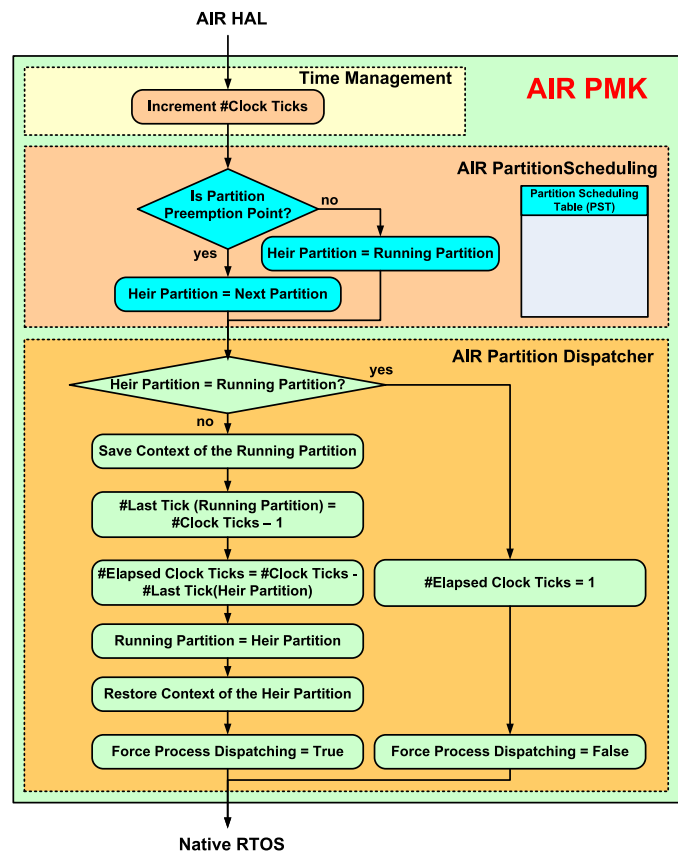 AIR HAL
Time Management
AIR PMK
Increment #Clock Ticks
AIR PartitionScheduling
Is Partition
Preemption Point?
no
yes
Partition Scheduling
Table (PST)
Heir Partition = Running Partition
Heir Partition = Next Partition
AIR Partition Dispatcher
Heir Partition = Running Partition?
yes
no
Save Context of the Running Partition
#Last Tick (Running Partition) =
#Clock Ticks – 1
#Elapsed Clock Ticks = #Clock Ticks -
#Last Tick(Heir Partition)
#Elapsed Clock Ticks = 1
Running Partition = Heir Partition
Restore Context of the Heir Partition
Force Process Dispatching = True
Force Process Dispatching = False
Native RTOS